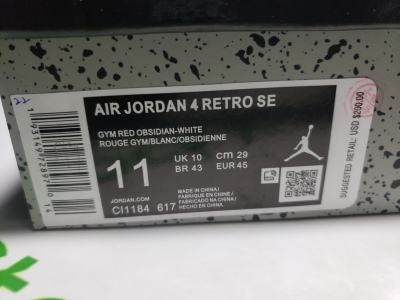 22
AIR JORDAN 4 RETRO SE
GYM RED OBSIDIAN-WHITE
ROUGE GYM/BLANC/OBSIDIENNE
11
UK 10 cm 29
BR 43 EUR 45
JORDAN.COM
CI1184 617
MADE IN CHINA/
FABRIQUE EN CHINE /
FABRICADO NA CHINA/
HECHO EN CHINA
SUGGESTED RETAIL: USD $200.00